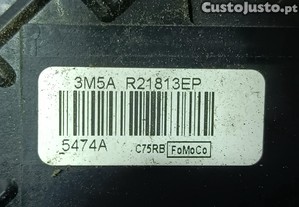 CustoJusto.pt
3M5A R21813EP
5474A C75RB FoMoCo